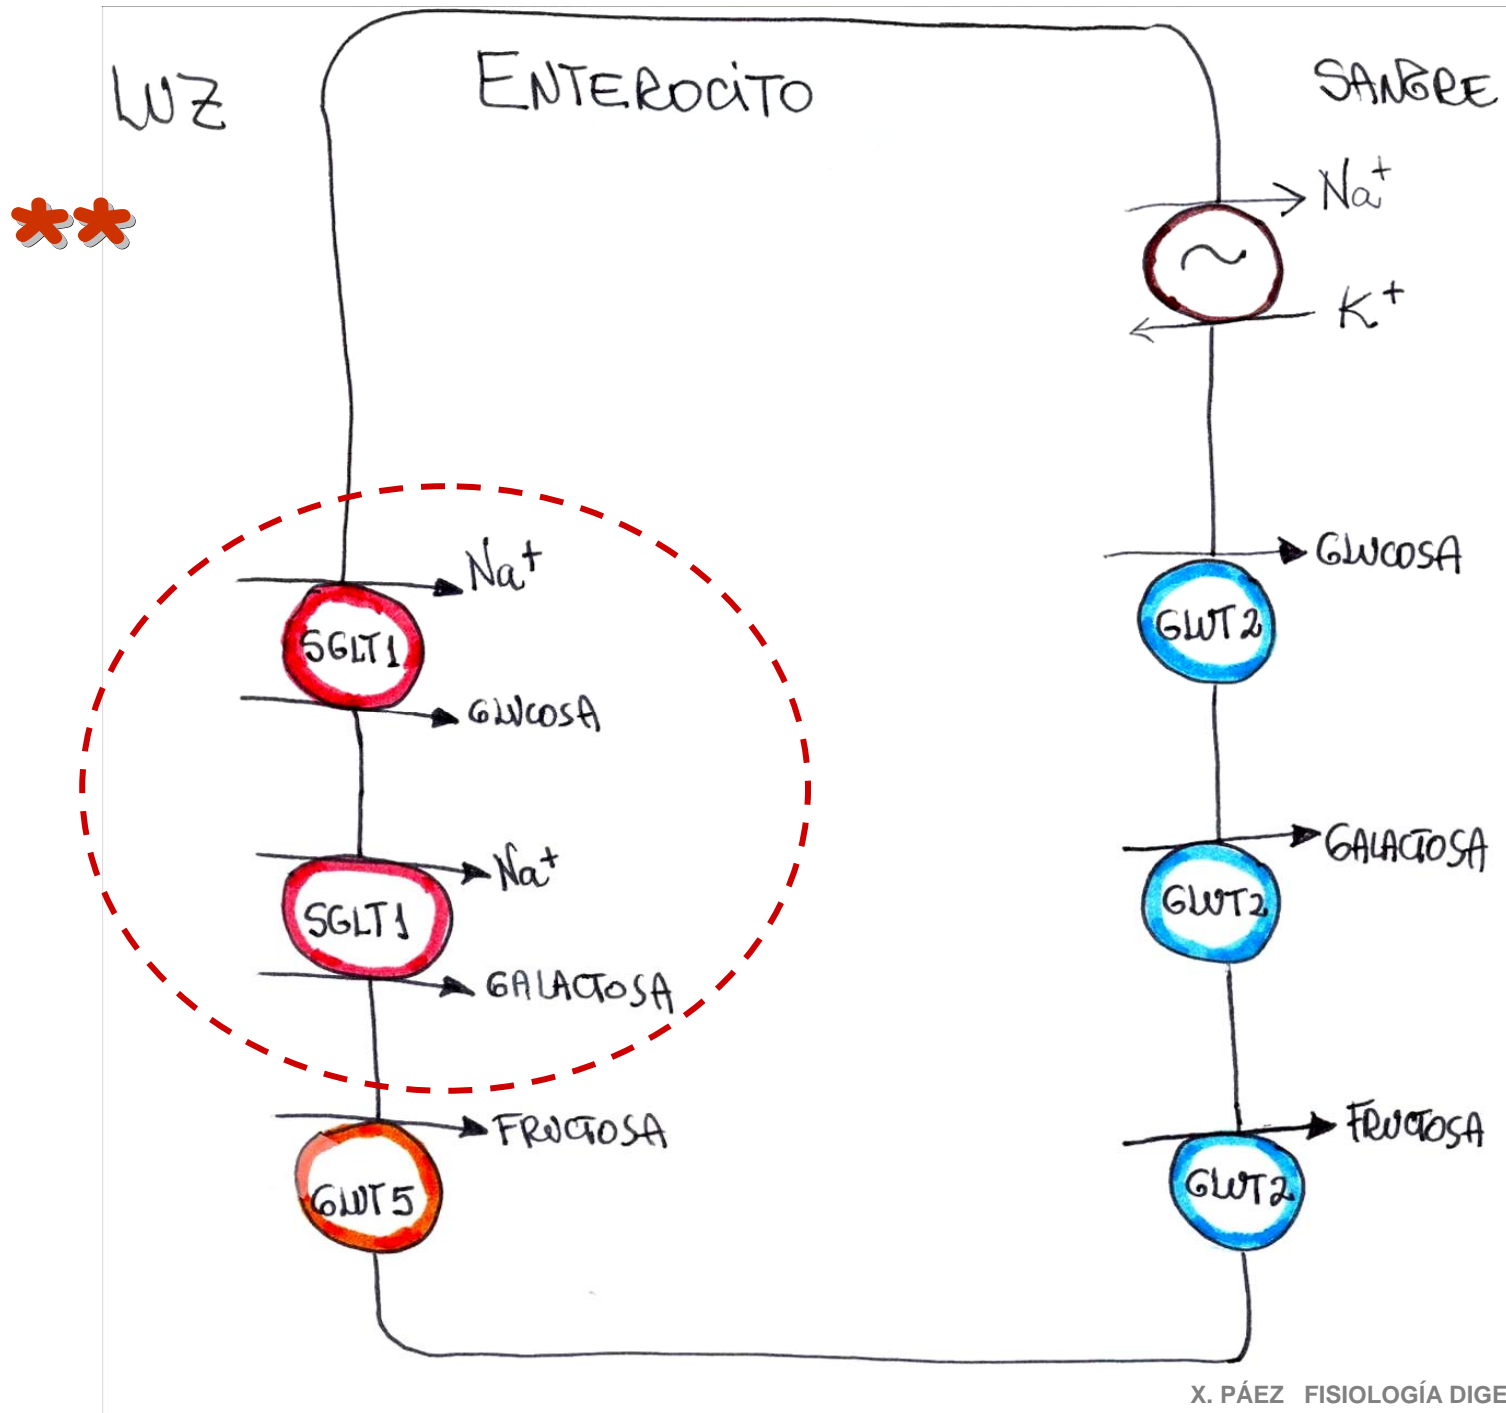 LUZ
ENTEROCITO
SANGRE
**
Na+
~
K+
Na+
SGLT1
GLUCOSA
GLUCOSA
GLUT2
Na+
SGLT1
GALACTOSA
GALACTOSA
GLUT2
FRUCTOSA
GLUT5
FRUCTOSA
GLUT2
X. PÁEZ FISIOLOGÍA DIGE